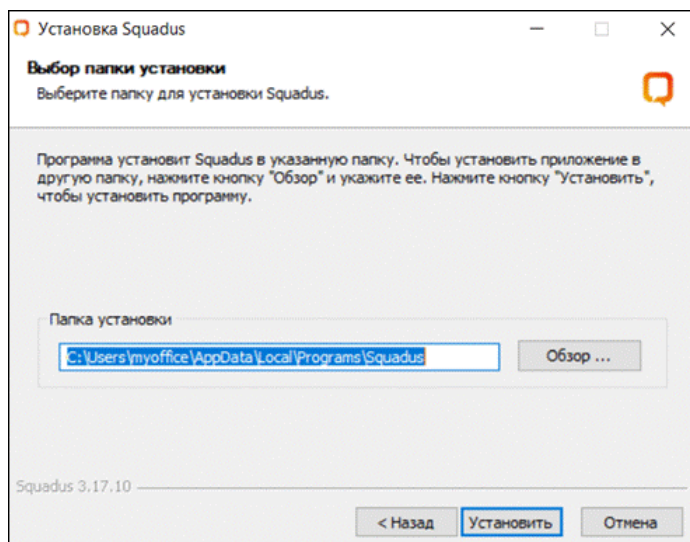 Установка Squadus
Выбор папки установки
Выберите папку для установки Squadus.
Программа установит Squadus в указанную папку. Чтобы установить приложение в
другую папку, нажмите кнопку "Обзор" и укажите ее. Нажмите кнопку "Установить",
чтобы установить программу.
Папка установки
C:\Users\myoffice\AppData\Local\Programs\Squadus
Обзор ...
Squadus 3.17.10
< Назад
Установить
Отмена